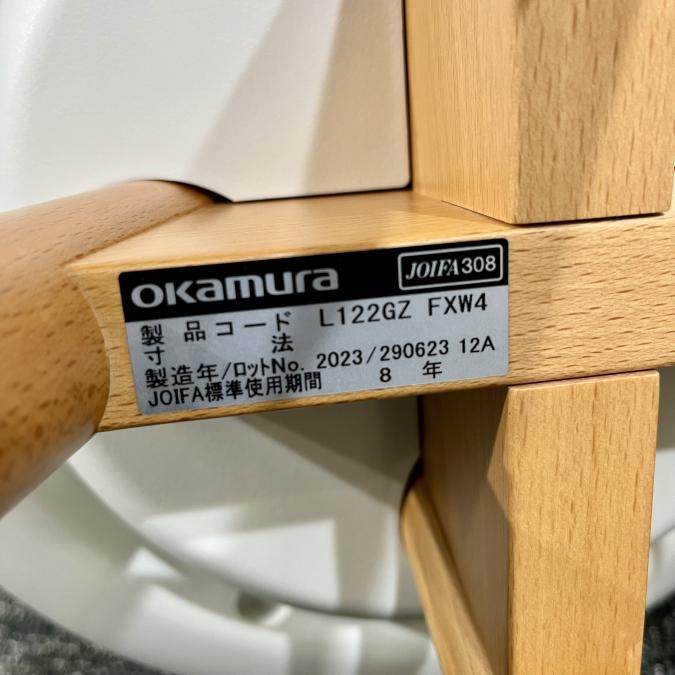 okamura JOIFA308
製品コード L122GZ FXW4
寸法
製造年/ロットNo. 2023/290623 12A
JOIFA標準使用期間 8 年